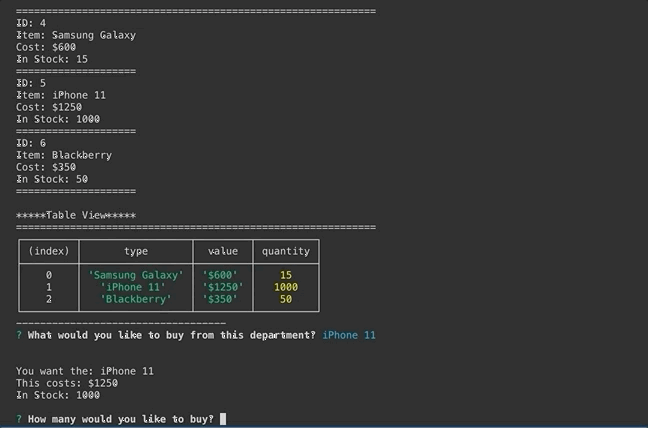 ============================================================
ID: 4
Item: Samsung Galaxy
Cost: $600
In Stock: 15
====================
ID: 5
Item: iPhone 11
Cost: $1250
In Stock: 1000
====================
ID: 6
Item: Blackberry
Cost: $350
In Stock: 50
====================
*****Table View*****
============================================================
(index) type value quantity
0 'Samsung Galaxy' '$600' 15
1 'iPhone 11' '$1250' 1000
2 'Blackberry' '$350' 50
-----------------------------------
? What would you like to buy from this department? iPhone 11
You want the: iPhone 11
This costs: $1250
In Stock: 1000
? How many would you like to buy?